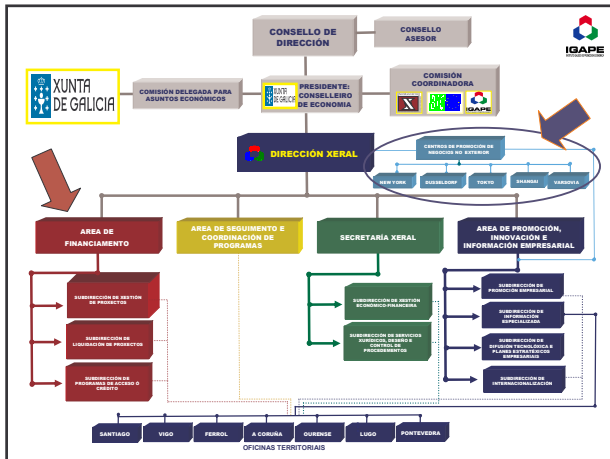 CONSELLO DE
DIRECCIÓN
CONSELLO
ASESOR
IGAPE
XUNTA
DE GALICIA
COMISIÓN DELEGADA PARA
ASUNTOS ECONÓMICOS
XUNTA
DE GALICIA
PRESIDENTE:
CONSELLEIRO
DE ECONOMIA
COMISIÓN
COORDINADORA
X
IGAPE
DIRECCIÓN XERAL
CENTROS DE PROMOCIÓN DE
NEGOCIOS NO EXTERIOR
NEW YORK
DUSSELDORF
TOKYO
SHANGAI
VARSOVIA
AREA DE
FINANCIAMENTO
AREA DE SEGUIMENTO E
COORDINACIÓN DE
PROGRAMAS
SECRETARÍA XERAL
AREA DE PROMOCIÓN,
INNOVACIÓN E
INFORMACIÓN EMPRESARIAL
SUBDIRECCIÓN DE XESTIÓN
DE PROXECTOS
SUBDIRECCIÓN DE
LIQUIDACIÓN DE PROXECTOS
SUBDIRECCIÓN DE
PROGRAMAS DE ACCESO Ó
CRÉDITO
SUBDIRECCIÓN DE XESTIÓN
ECONÓMICO-FINANCEIRA
SUBDIRECCIÓN DE SERVICIOS
XURÍDICOS, DESEÑO E
CONTROL DE
PROCEDEMENTOS
SUBDIRECCIÓN DE
PROMOCIÓN EMPRESARIAL
SUBDIRECCIÓN DE
INFORMACIÓN
ESPECIALIZADA
SUBDIRECCIÓN DE
DIFUSIÓN TECNOLÓGICA E
PLANES ESTRATÉXICOS
EMPRESARIAIS
SUBDIRECCIÓN DE
INTERNACIONALIZACIÓN
SANTIAGO
VIGO
FERROL
A CORUÑA
OURENSE
LUGO
PONTEVEDRA
OFICINAS TERRITORIAIS